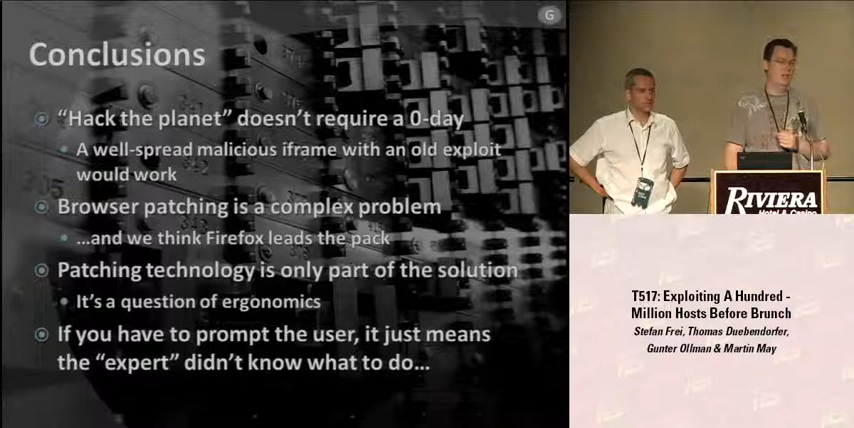 G
Conclusions
"Hack the planet" doesn't require a 0-day
A well-spread malicious iframe with an old exploit
would work
Browser patching is a complex problem
...and we think Firefox leads the pack
Patching technology is only part of the solution
It's a question of ergonomics
If you have to prompt the user, it just means
the "expert" didn't know what to do...
RIVIERA
Hotel & Casino
T517: Exploiting A Hundred -
Million Hosts Before Brunch
Stefan Frei, Thomas Duebendorfer,
Gunter Ollman & Martin May